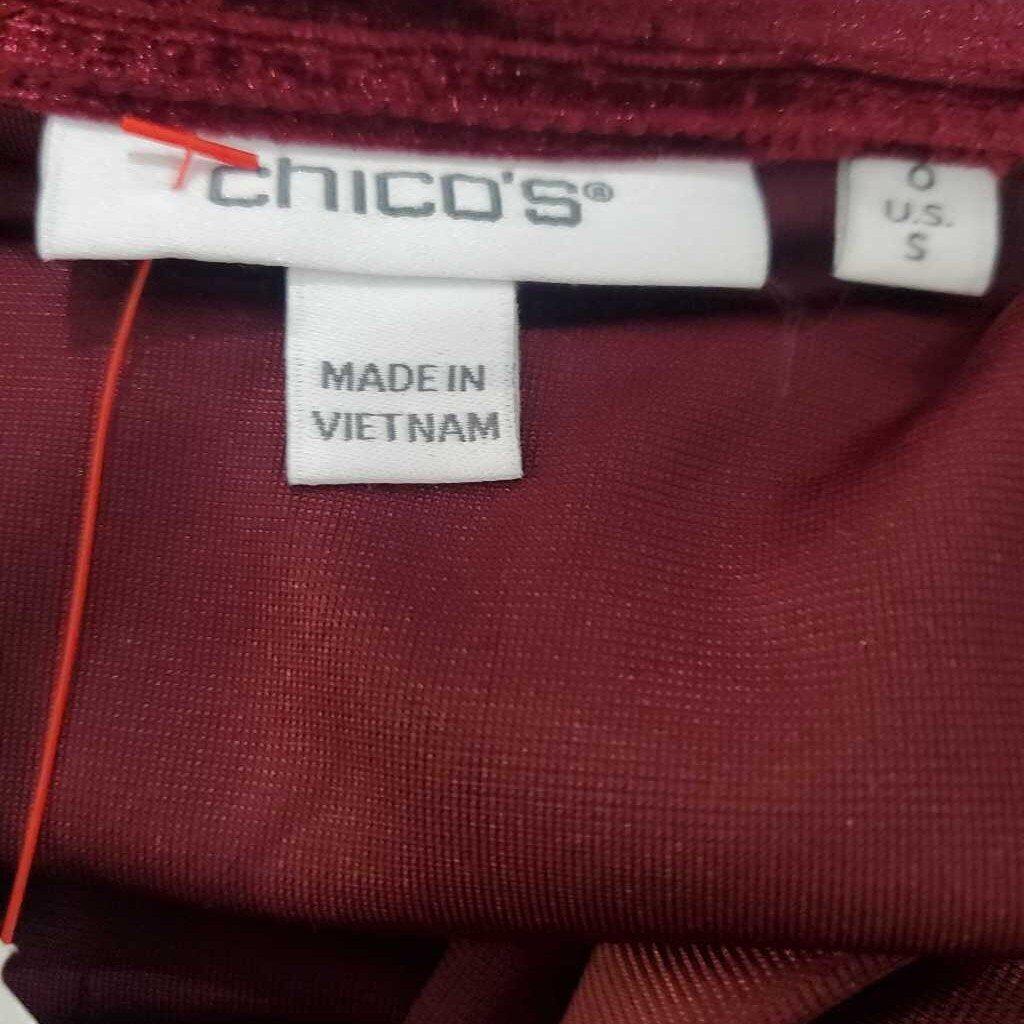 chico's®
MADE IN
VIETNAM
0
U.S.
S